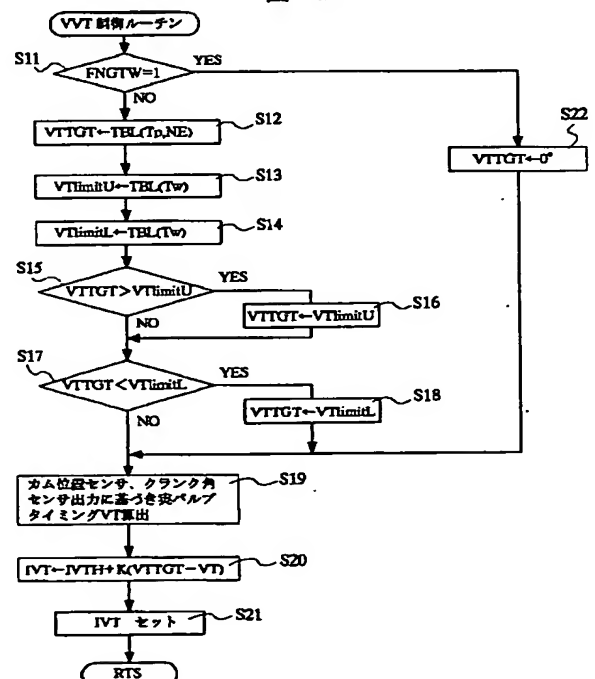 図
VVT 制御ルーチン
S11
FNGTW=1
YES
NO
S12
VTTGT←TBL(Tp,NE)
S22
VTTGT←0°
S13
VTlimitU←TBL(Tw)
S14
VTlimitL←TBL(Tw)
S15
VTTGT>VTlimitU
YES
NO
S16
VTTGT←VTlimitU
S17
VTTGT<VTlimitL
YES
NO
S18
VTTGT←VTlimitL
S19
カム位置センサ、クランク角
センサ出力に基づき実バルブ
タイミングVT算出
S20
IVT←IVTH+K(VTTGT−VT)
S21
IVT セット
RTS